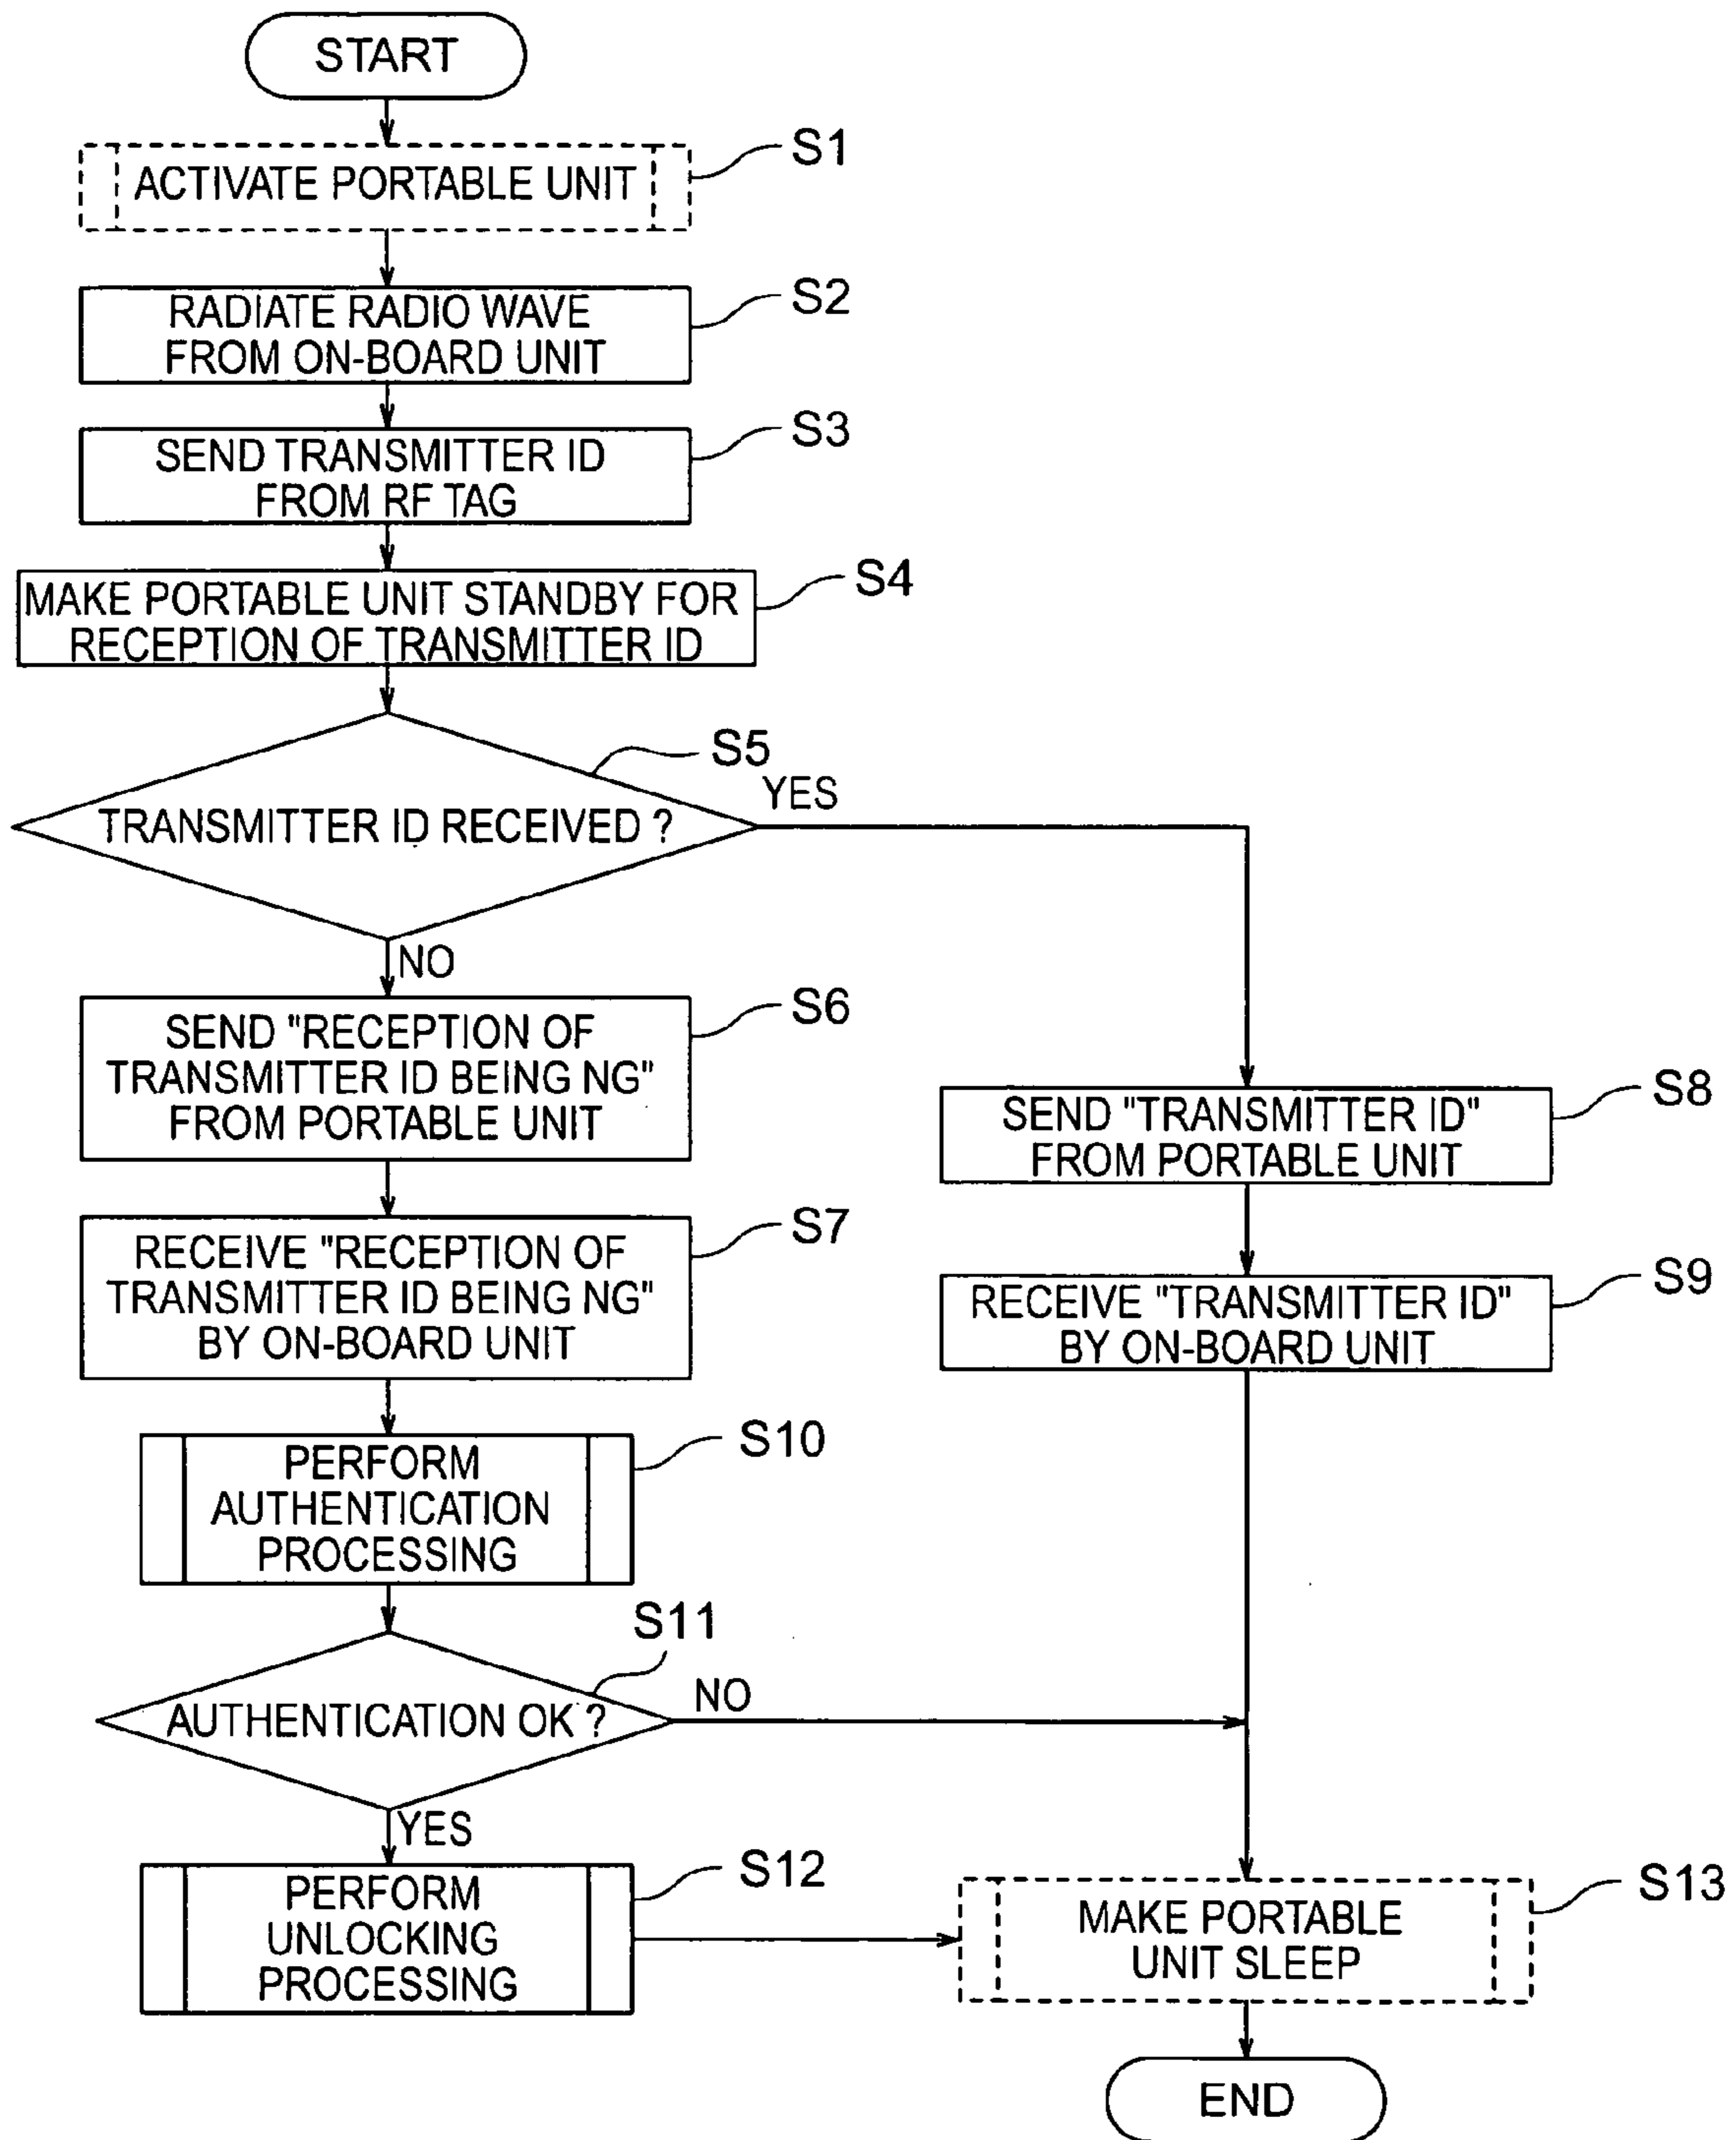 START
S1
ACTIVATE PORTABLE UNIT
S2
RADIATE RADIO WAVE
FROM ON-BOARD UNIT
S3
SEND TRANSMITTER ID
FROM RF TAG
S4
MAKE PORTABLE UNIT STANDBY FOR
RECEPTION OF TRANSMITTER ID
S5
YES
TRANSMITTER ID RECEIVED ?
NO
S6
SEND "RECEPTION OF
TRANSMITTER ID BEING NG"
FROM PORTABLE UNIT
S7
RECEIVE "RECEPTION OF
TRANSMITTER ID BEING NG"
BY ON-BOARD UNIT
S8
SEND "TRANSMITTER ID"
FROM PORTABLE UNIT
S9
RECEIVE "TRANSMITTER ID"
BY ON-BOARD UNIT
S10
PERFORM
AUTHENTICATION
PROCESSING
S11
NO
AUTHENTICATION OK ?
YES
S12
PERFORM
UNLOCKING
PROCESSING
S13
MAKE PORTABLE
UNIT SLEEP
END